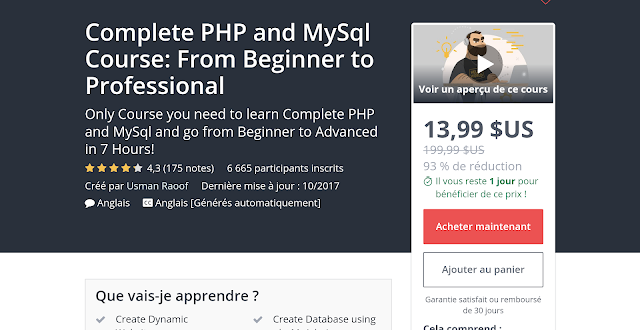 Complete PHP and MySql
Course: From Beginner to
Professional
Only Course you need to learn Complete PHP
and MySql and go from Beginner to Advanced
in 7 Hours!
4,3 (175 notes) 6 665 participants inscrits
Créé par Usman Raoof Dernière mise à jour : 10/2017
Anglais CC Anglais [Générés automatiquement]
Voir un aperçu de ce cours
13,99 $US
199,99 $US
93 % de réduction
Il vous reste 1 jour pour
bénéficier de ce prix !
Acheter maintenant
Ajouter au panier
Garantie satisfait ou remboursé
de 30 jours
Cela comprend :
Que vais-je apprendre ?
Create Dynamic
Create Database using